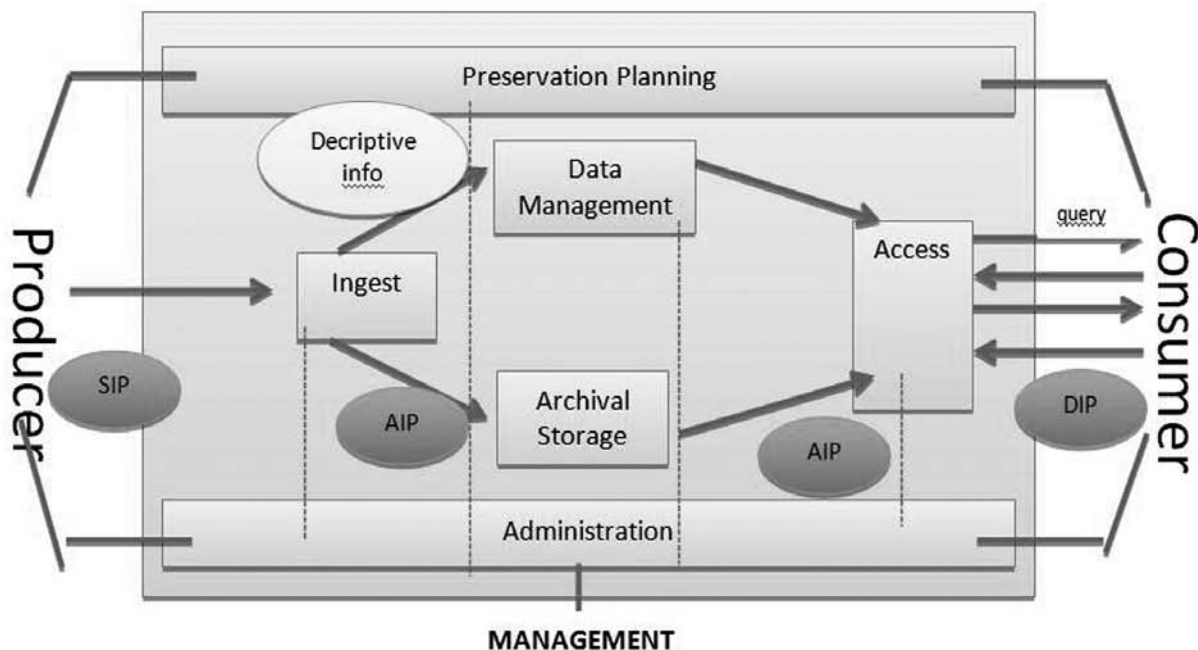 Preservation Planning
Decriptive
info
Data
Management
query
Producer
Ingest
Access
Consumer
SIP
AIP
Archival
Storage
AIP
DIP
Administration
MANAGEMENT